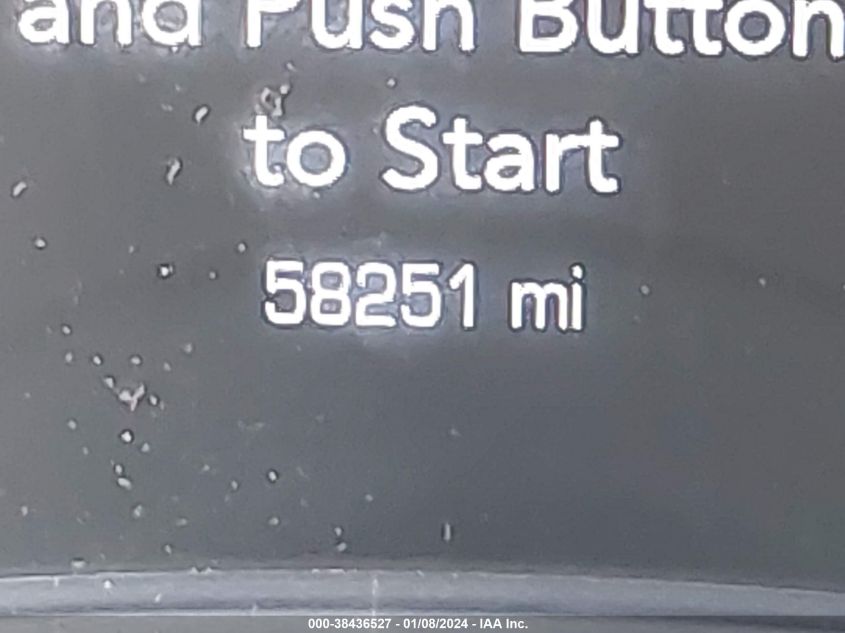 and Push Button
to Start
58251 mi
000-38436527 - 01/08/2024 - IAA Inc.